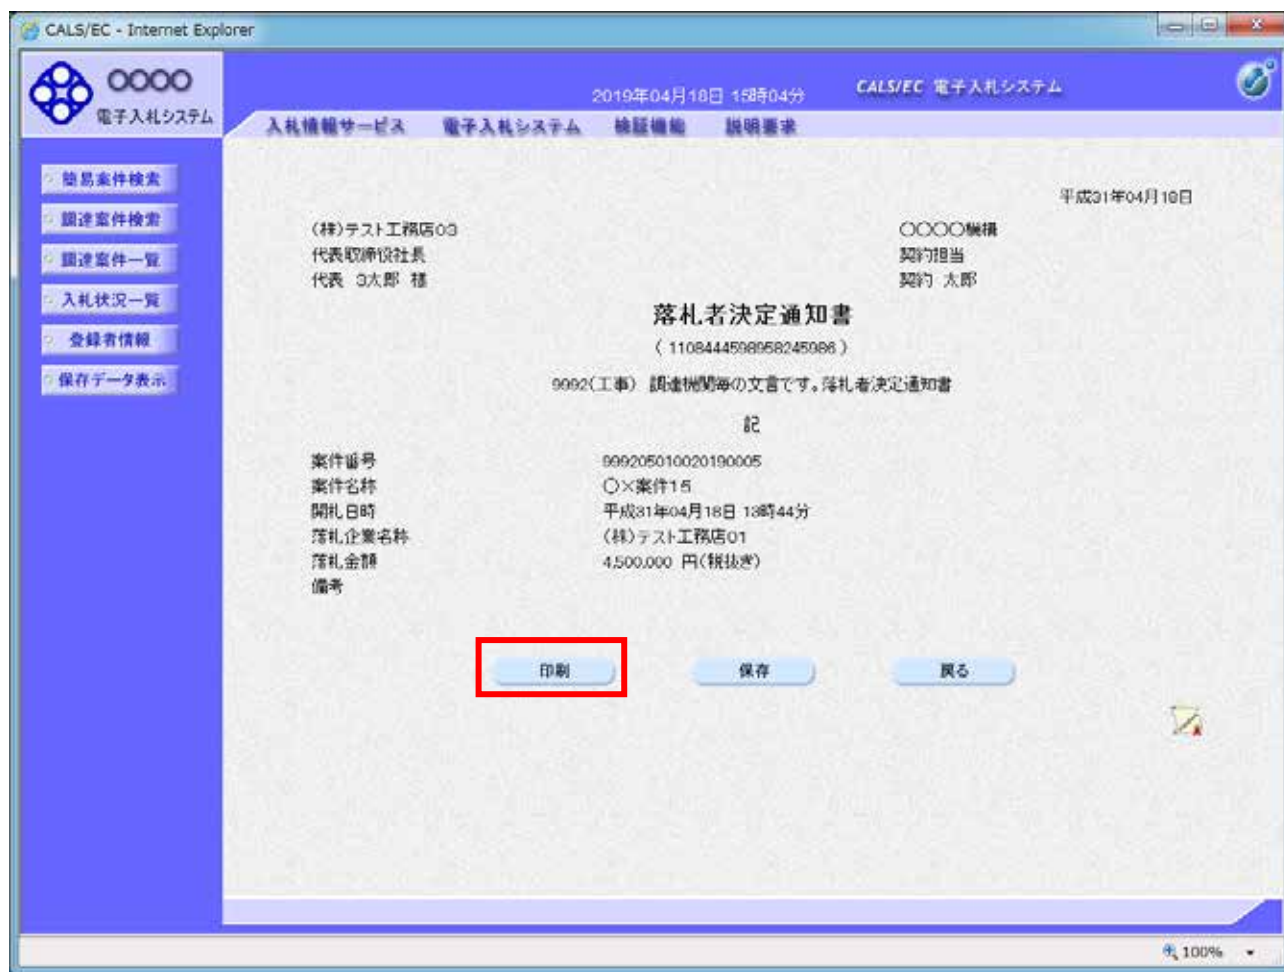 CALS/EC - Internet Explorer
〇〇〇〇
電子入札システム
2019年04月18日 15時04分
CALS/EC 電子入札システム
入札情報サービス 電子入札システム 検証機能 説明要求
簡易案件検索
調達案件検索
調達案件一覧
入札状況一覧
登録者情報
保存データ表示
平成31年04月18日
(株)テスト工務店03
〇〇〇〇機構
代表取締役社長
契約担当
代表 3太郎 様
契約 太郎
落札者決定通知書
( 1108444598958245986 )
9992(工事) 調達機関毎の文言です。落札者決定通知書
記
案件番号 999205010020190005
案件名称 〇×案件15
開札日時 平成31年04月18日 13時44分
落札企業名称 (株)テスト工務店01
落札金額 4,500,000 円(税抜き)
備考
印刷 保存 戻る
100%